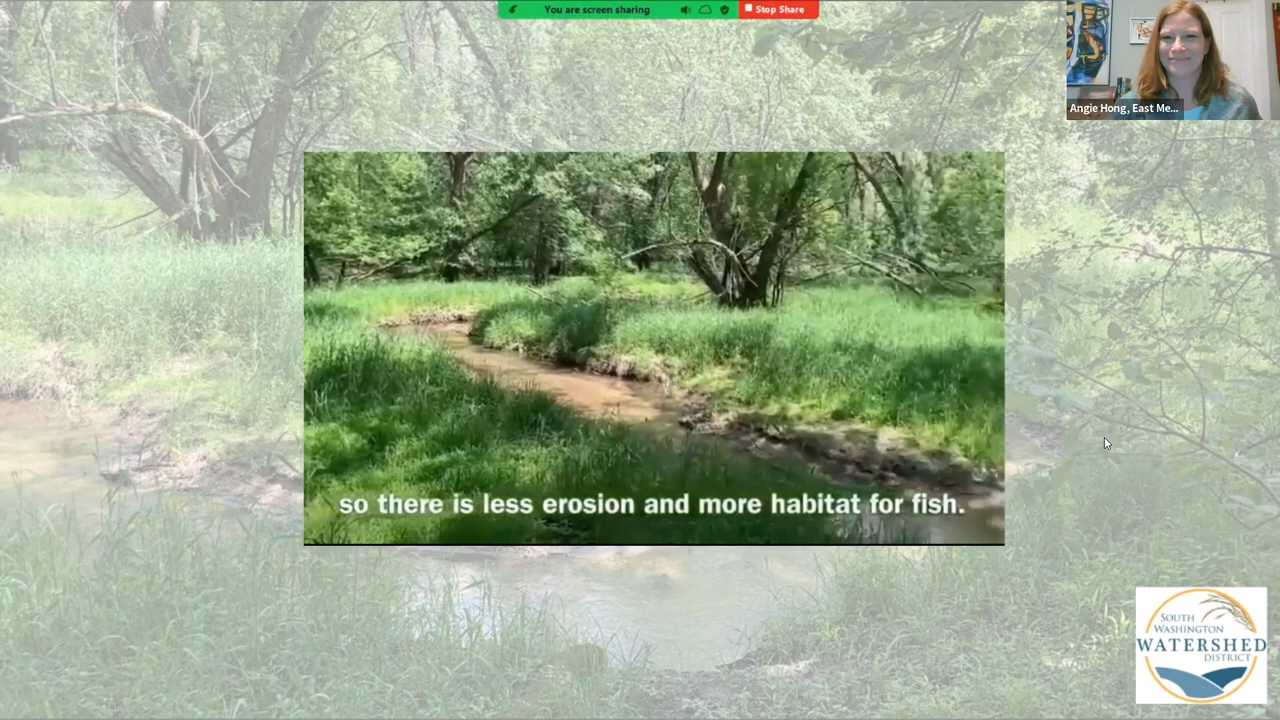 You are screen sharing
Stop Share
Angie Hong, East Me...
so there is less erosion and more habitat for fish.
SOUTH
WASHINGTON
WATERSHED
DISTRICT